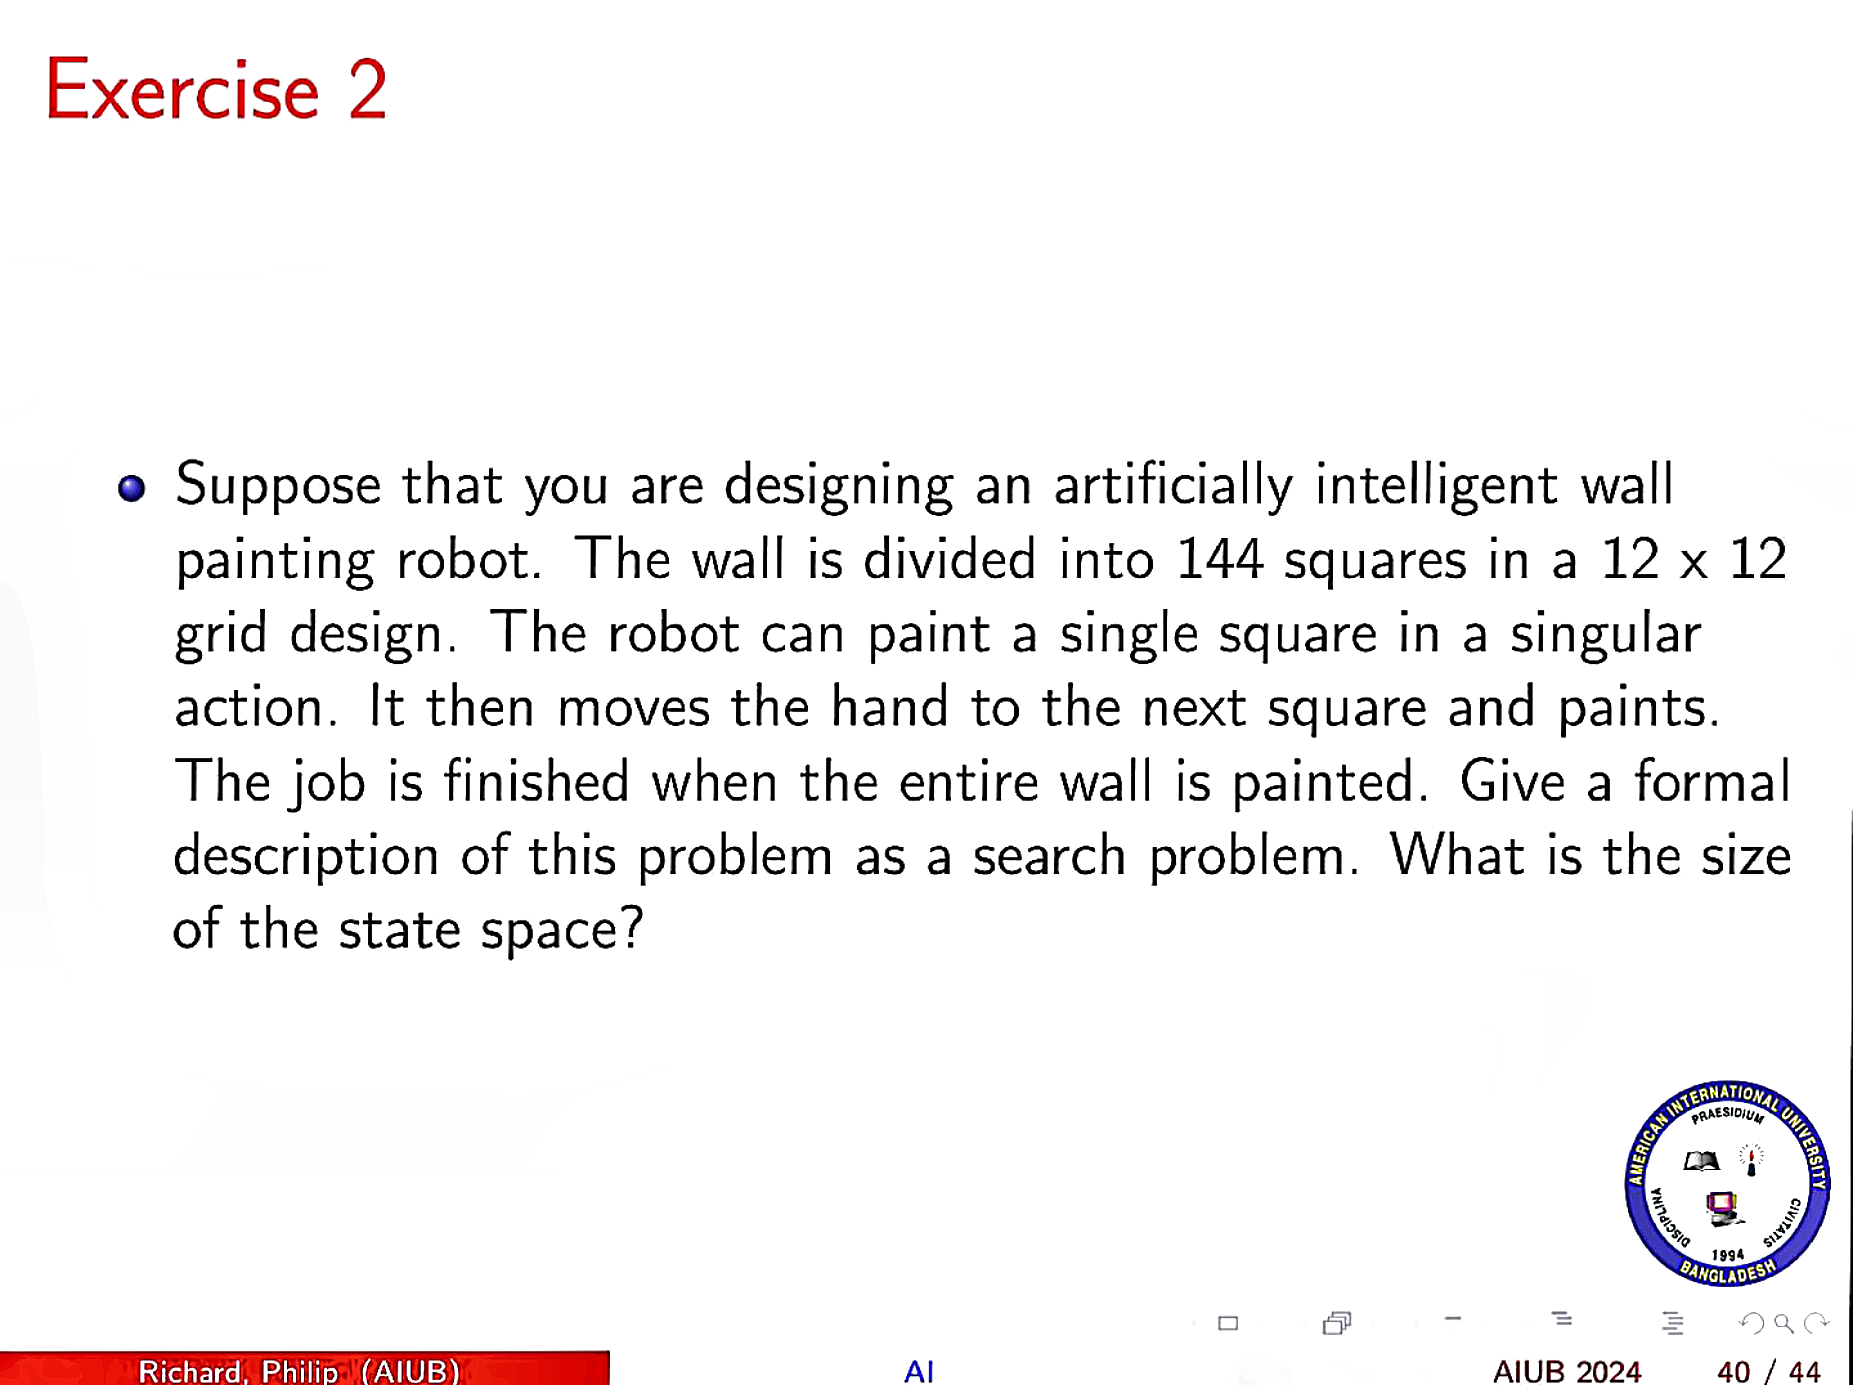 Exercise 2
Suppose that you are designing an artificially intelligent wall
painting robot. The wall is divided into 144 squares in a 12 x 12
grid design. The robot can paint a single square in a singular
action. It then moves the hand to the next square and paints.
The job is finished when the entire wall is painted. Give a formal
description of this problem as a search problem. What is the size
of the state space?
AMERICAN INTERNATIONAL UNIVERSITY
PRAESIDIUM
DISCIPLINA
CIVITATIS
1994
BANGLADESH
Richard, Philip (AIUB)
AI
AIUB 2024
40 / 44